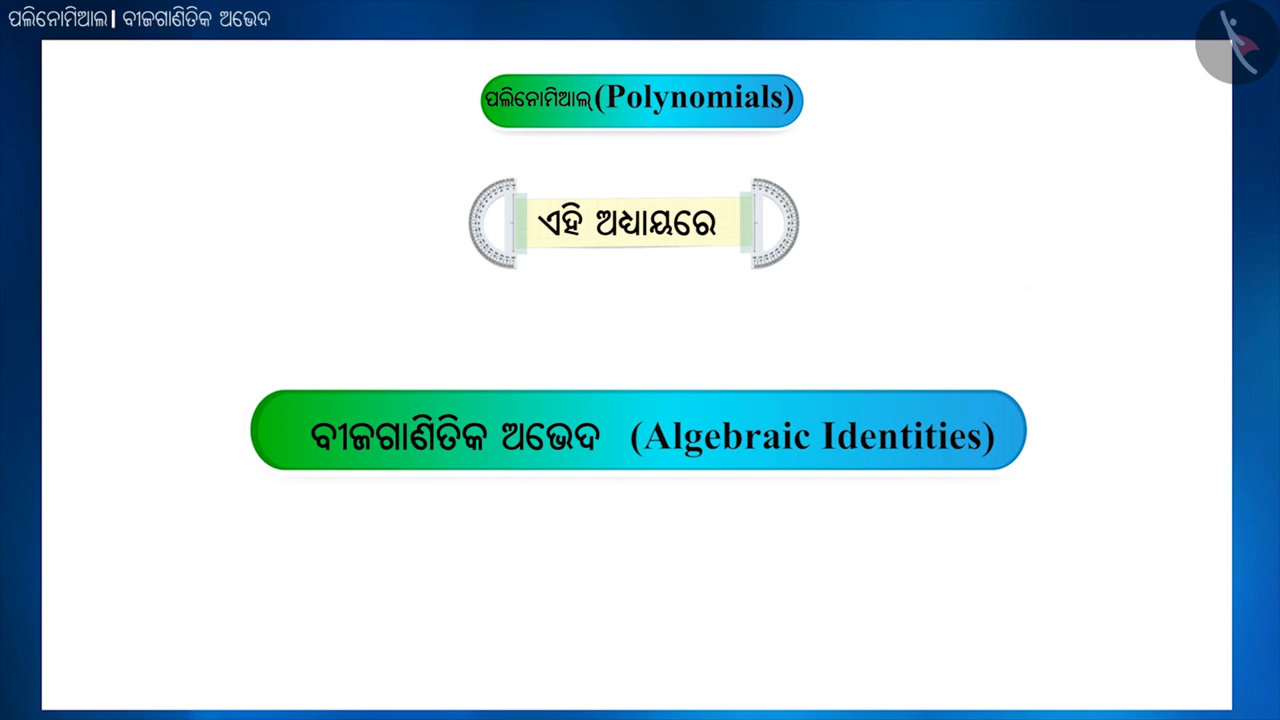 ପଲିନୋମିଆଲ| ବୀଜଗାଣିତିକ ଅଭେଦ
ପଲିନୋମିଆଲ୍(Polynomials)
ଏହି ଅଧ୍ୟାୟରେ
ବୀଜଗାଣିତିକ ଅଭେଦ (Algebraic Identities)